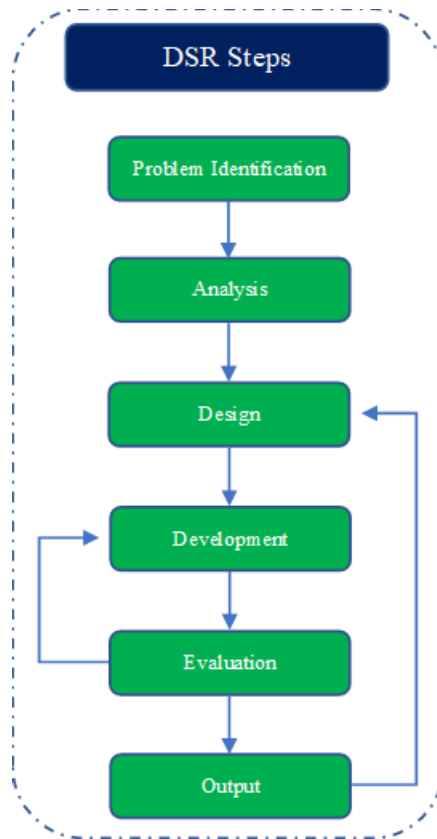 DSR Steps
Problem Identification
Analysis
Design
Development
Evaluation
Output